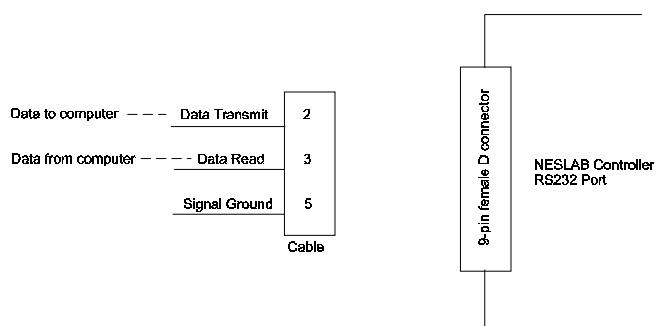 Data to computer
Data Transmit
2
Data from computer
Data Read
3
Signal Ground
5
Cable
9-pin female D connector
NESLAB Controller
RS232 Port